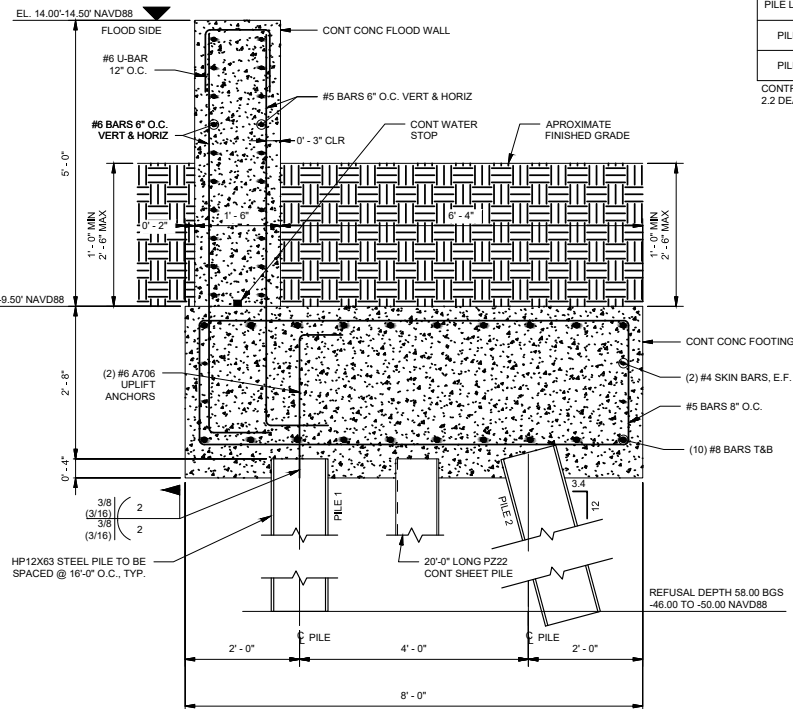 EL. 14.00'-14.50' NAVD88
FLOOD SIDE
CONT CONC FLOOD WALL
PILE L
PILE
PILE
CONTR
2.2 DEA
#6 U-BAR
12" O.C.
#5 BARS 6" O.C. VERT & HORIZ
#6 BARS 6" O.C.
VERT & HORIZ
0' - 3" CLR
CONT WATER
STOP
APROXIMATE
FINISHED GRADE
5' - 0"
1' - 0" MIN
2' - 6" MAX
0' - 2"
1' - 6"
6' - 4"
1' - 0" MIN
2' - 6" MAX
-9.50' NAVD88
CONT CONC FOOTING
2' - 8"
(2) #6 A706
UPLIFT
ANCHORS
(2) #4 SKIN BARS, E.F.
#5 BARS 8" O.C.
(10) #8 BARS T&B
0' - 4"
3/8
(3/16)
3/8
(3/16)
2
2
PILE 1
PILE 2
3.4
12
HP12X63 STEEL PILE TO BE
SPACED @ 16'-0" O.C., TYP.
20'-0" LONG PZ22
CONT SHEET PILE
REFUSAL DEPTH 58.00 BGS
-46.00 TO -50.00 NAVD88
℄ PILE
℄ PILE
2' - 0"
4' - 0"
2' - 0"
8' - 0"